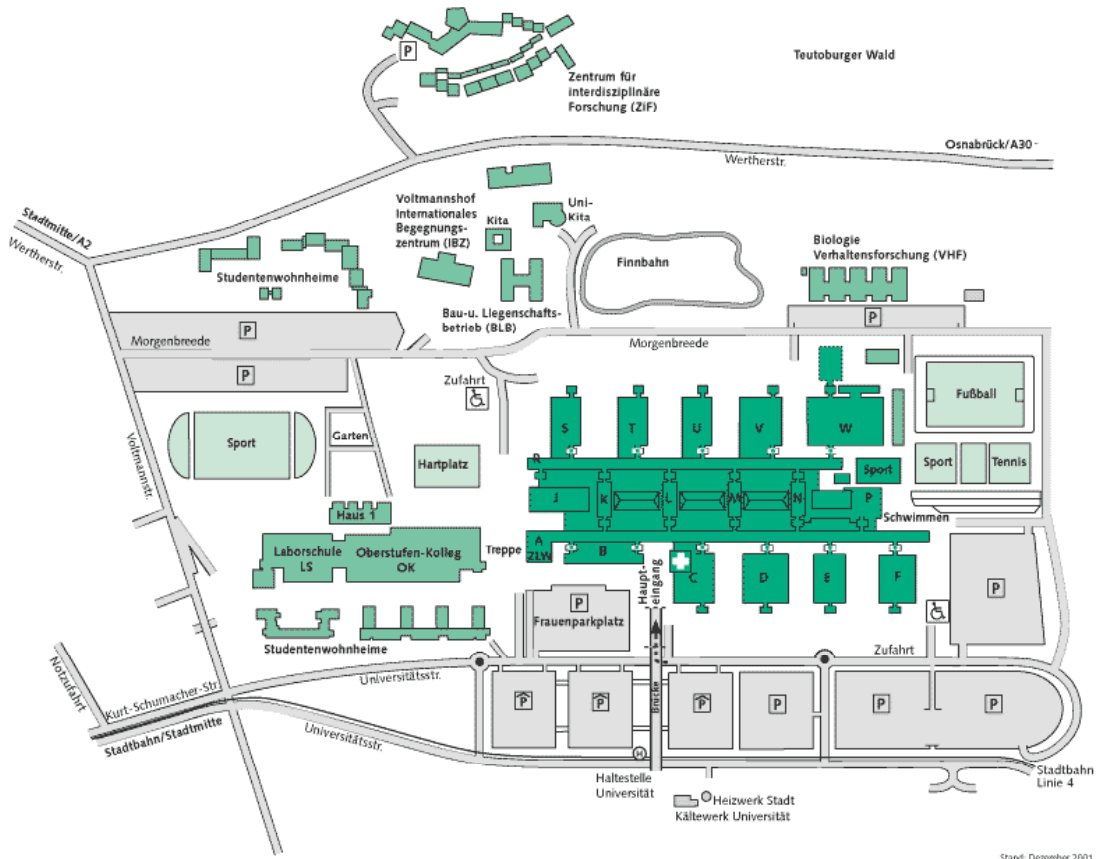 Teutoburger Wald
P
Zentrum für
interdisziplinäre
Forschung (ZiF)
Osnabrück/A30
Wertherstr.
Stadtmitte/A2
Wertherstr.
Voltmannshof
Internationales
Begegnungs-
zentrum (IBZ)
Kita
Uni-
Kita
Studentenwohnheime
Finnbahn
Biologie
Verhaltensforschung (VHF)
Bau-u. Liegenschafts-
betrieb (BLB)
P
P
Morgenbreede
Morgenbreede
P
Zufahrt
Voltmannstr.
Sport
Garten
Hartplatz
S
T
U
V
W
Fußball
R
Sport
Sport
Tennis
J
K
L
M
N
P
Schwimmen
Haus 1
Laborschule
LS
Oberstufen-Kolleg
OK
Treppe
A
ZLW
B
Haupt-
eingang
C
D
E
F
P
P
Frauenparkplatz
Studentenwohnheime
Zufahrt
Notzufahrt
Kurt-Schumacher-Str.
Universitätsstr.
Stadtbahn/Stadtmitte
Universitätsstr.
P
P
Brücke
P
P
P
P
H
Haltestelle
Universität
Stadtbahn
Linie 4
Heizwerk Stadt
Kältewerk Universität
Stand: Dezember 2001